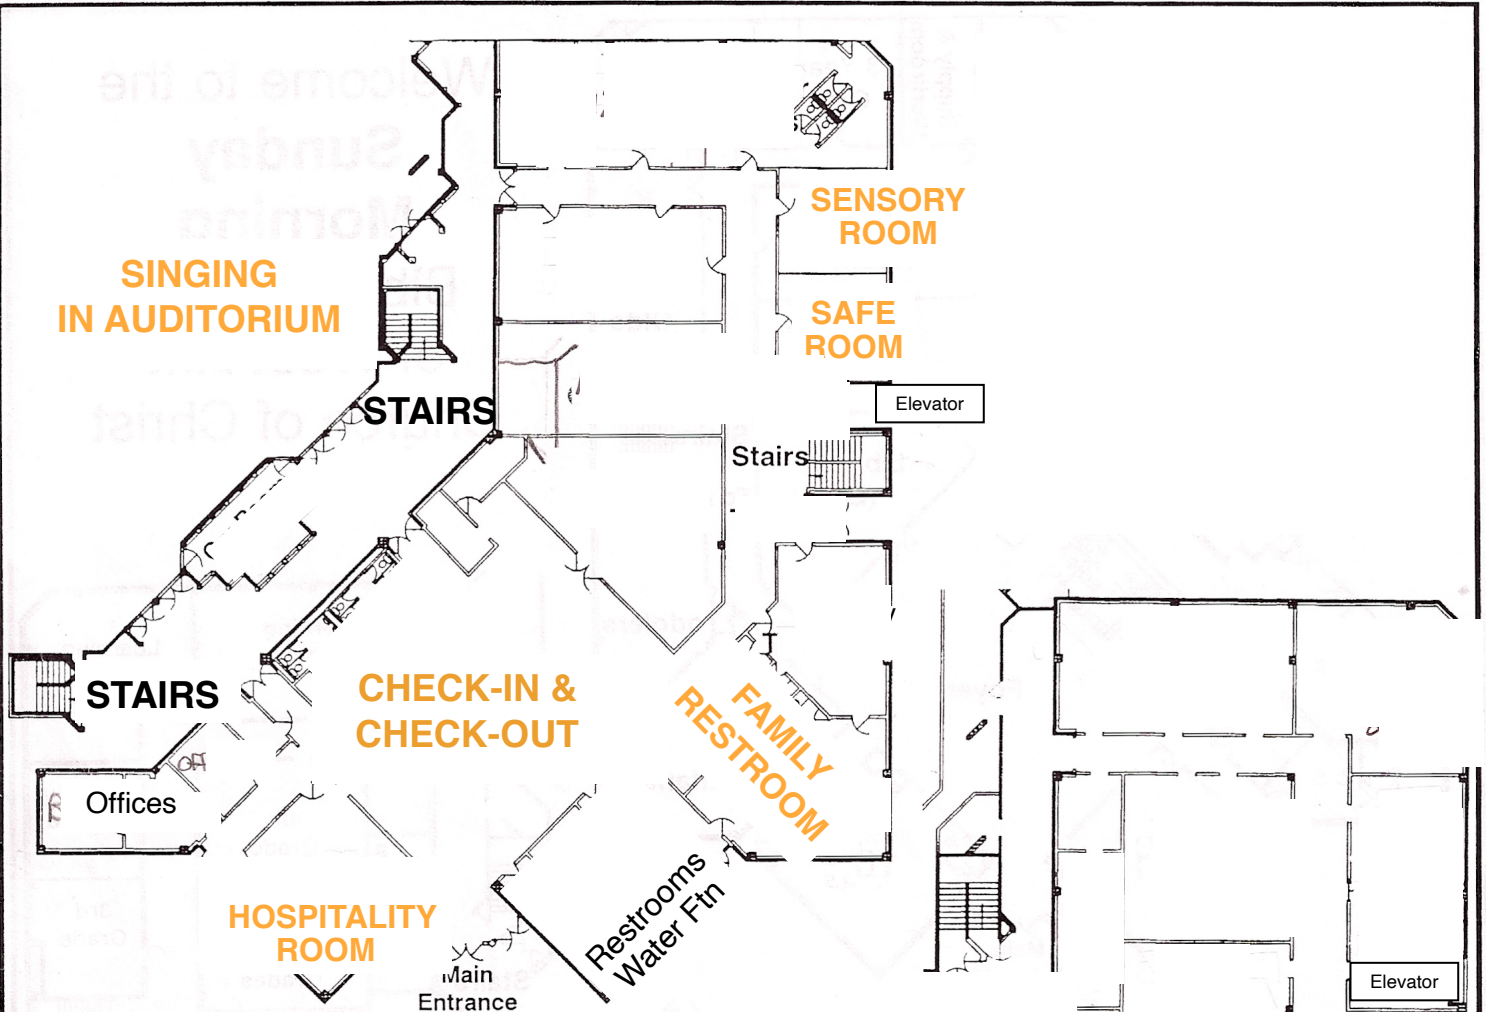 SENSORY
ROOM
SINGING
IN AUDITORIUM
SAFE
ROOM
STAIRS
Elevator
Stairs
STAIRS
CHECK-IN &
CHECK-OUT
FAMILY
RESTROOM
Offices
HOSPITALITY
ROOM
Restrooms
Water Ftn
Main
Entrance
Elevator